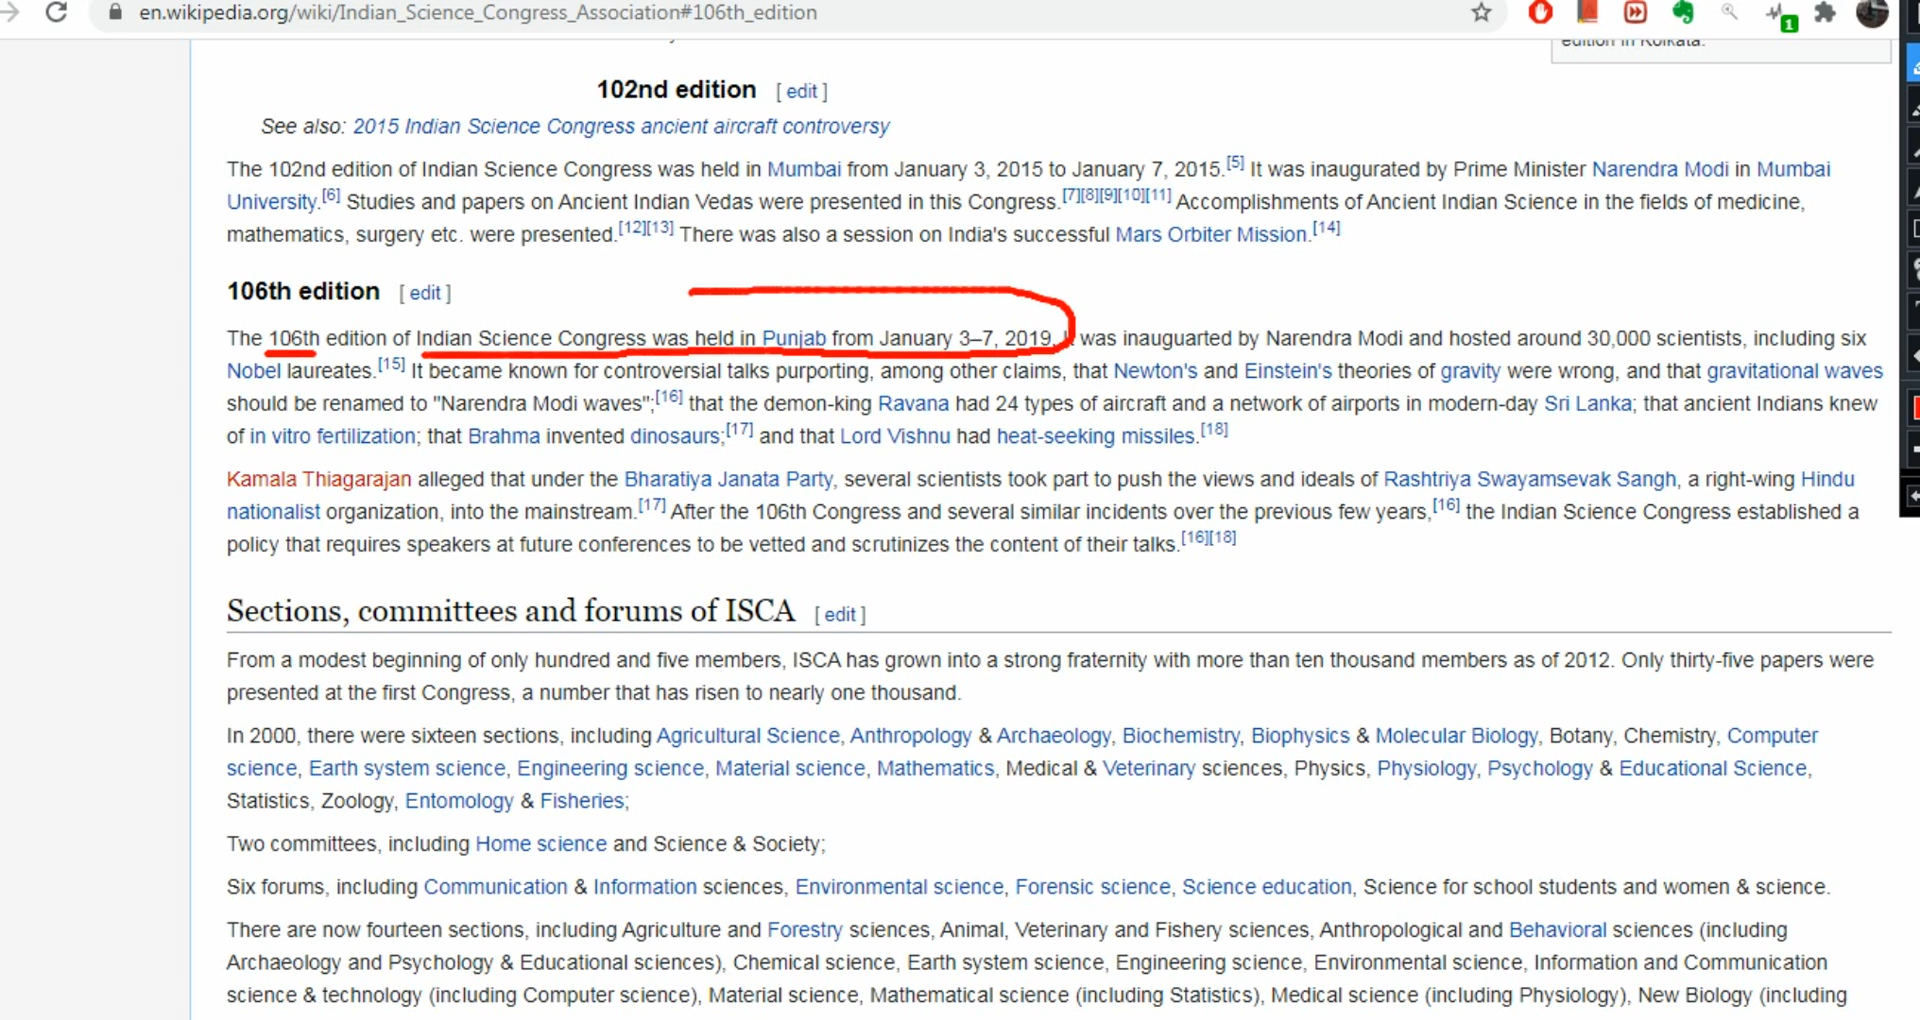 en.wikipedia.org/wiki/Indian_Science_Congress_Association#106th_edition
1
edition in Kolkata.
102nd edition [ edit ]
See also: 2015 Indian Science Congress ancient aircraft controversy
The 102nd edition of Indian Science Congress was held in Mumbai from January 3, 2015 to January 7, 2015.[5] It was inaugurated by Prime Minister Narendra Modi in Mumbai
University.[6] Studies and papers on Ancient Indian Vedas were presented in this Congress.[7][8][9][10][11] Accomplishments of Ancient Indian Science in the fields of medicine,
mathematics, surgery etc. were presented.[12][13] There was also a session on India's successful Mars Orbiter Mission.[14]
106th edition [ edit ]
The 106th edition of Indian Science Congress was held in Punjab from January 3–7, 2019. was inauguarted by Narendra Modi and hosted around 30,000 scientists, including six
Nobel laureates.[15] It became known for controversial talks purporting, among other claims, that Newton's and Einstein's theories of gravity were wrong, and that gravitational waves
should be renamed to "Narendra Modi waves";[16] that the demon-king Ravana had 24 types of aircraft and a network of airports in modern-day Sri Lanka; that ancient Indians knew
of in vitro fertilization; that Brahma invented dinosaurs;[17] and that Lord Vishnu had heat-seeking missiles.[18]
Kamala Thiagarajan alleged that under the Bharatiya Janata Party, several scientists took part to push the views and ideals of Rashtriya Swayamsevak Sangh, a right-wing Hindu
nationalist organization, into the mainstream.[17] After the 106th Congress and several similar incidents over the previous few years,[16] the Indian Science Congress established a
policy that requires speakers at future conferences to be vetted and scrutinizes the content of their talks.[16][18]
Sections, committees and forums of ISCA [ edit ]
From a modest beginning of only hundred and five members, ISCA has grown into a strong fraternity with more than ten thousand members as of 2012. Only thirty-five papers were
presented at the first Congress, a number that has risen to nearly one thousand.
In 2000, there were sixteen sections, including Agricultural Science, Anthropology & Archaeology, Biochemistry, Biophysics & Molecular Biology, Botany, Chemistry, Computer
science, Earth system science, Engineering science, Material science, Mathematics, Medical & Veterinary sciences, Physics, Physiology, Psychology & Educational Science,
Statistics, Zoology, Entomology & Fisheries;
Two committees, including Home science and Science & Society;
Six forums, including Communication & Information sciences, Environmental science, Forensic science, Science education, Science for school students and women & science.
There are now fourteen sections, including Agriculture and Forestry sciences, Animal, Veterinary and Fishery sciences, Anthropological and Behavioral sciences (including
Archaeology and Psychology & Educational sciences), Chemical science, Earth system science, Engineering science, Environmental science, Information and Communication
science & technology (including Computer science), Material science, Mathematical science (including Statistics), Medical science (including Physiology), New Biology (including